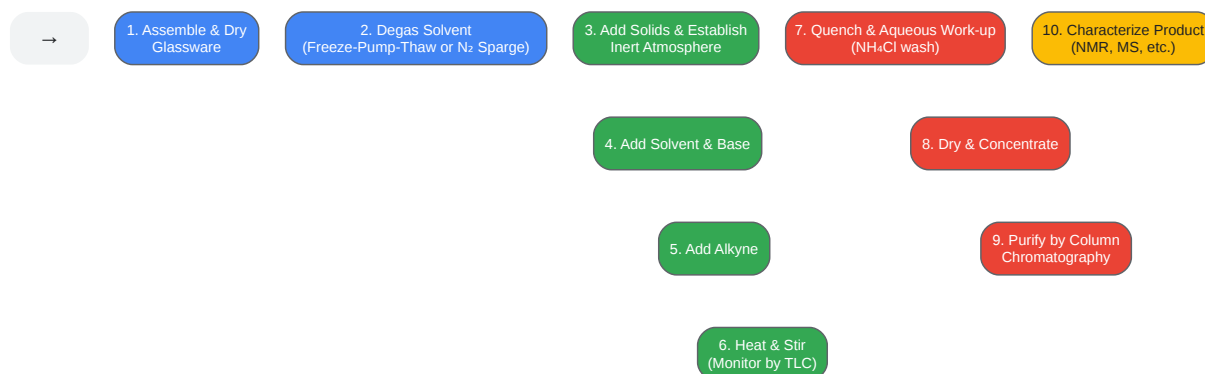 →
1. Assemble & Dry
Glassware
2. Degas Solvent
(Freeze-Pump-Thaw or N₂ Sparge)
3. Add Solids & Establish
Inert Atmosphere
4. Add Solvent & Base
5. Add Alkyne
6. Heat & Stir
(Monitor by TLC)
7. Quench & Aqueous Work-up
(NH₄Cl wash)
8. Dry & Concentrate
9. Purify by Column
Chromatography
10. Characterize Product
(NMR, MS, etc.)